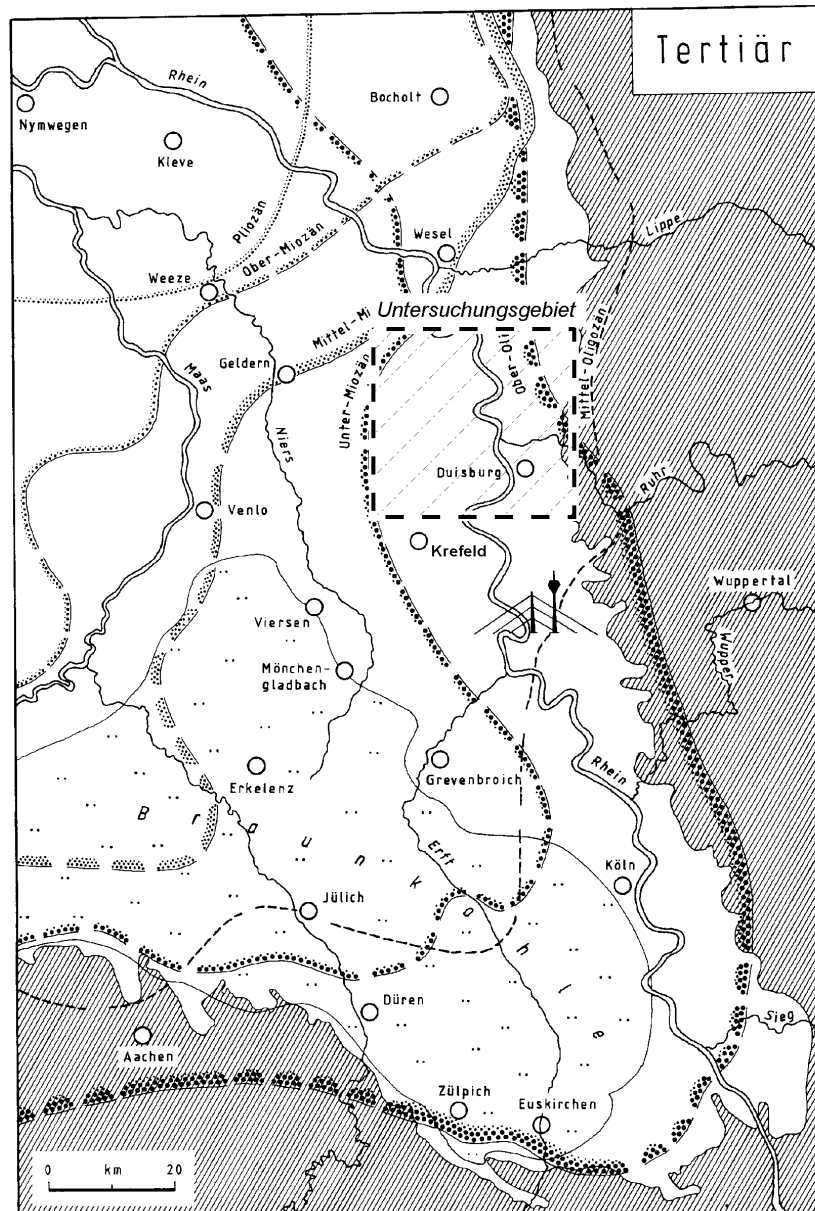 Tertiär
Rhein
Bocholt
Nymwegen
Kleve
Pliozän
Ober-Miozän
Wesel
Lippe
Weeze
Untersuchungsgebiet
Mittel-Mi
Geldern
Maas
Niers
Unter-Miozän
Ober-Oli
Mittel-Oligozän
Duisburg
Ruhr
Venlo
Krefeld
Wuppertal
Viersen
Wupper
Mönchen-
gladbach
Erkelenz
Grevenbroich
Rhein
Braunkohle
Erft
Köln
Jülich
Düren
Sieg
Aachen
Zülpich
Euskirchen
0 km 20